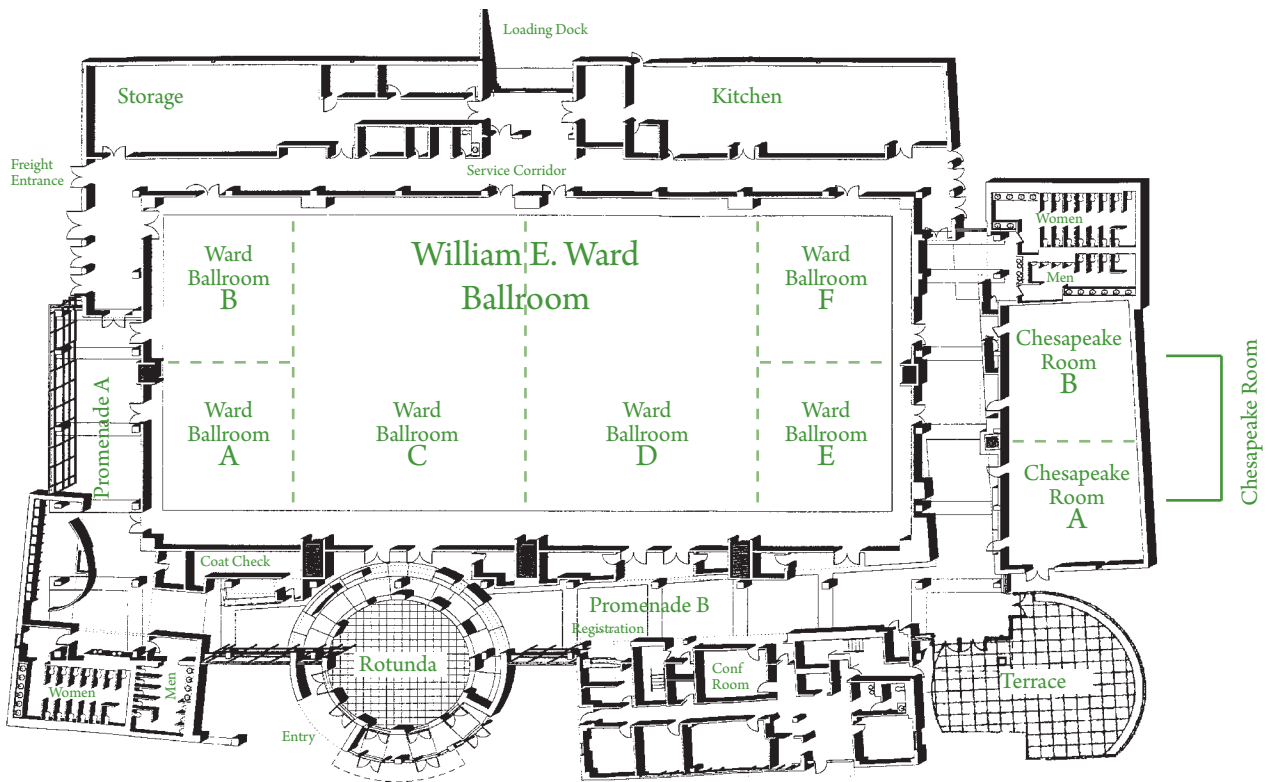 Loading Dock
Storage
Kitchen
Freight
Entrance
Service Corridor
Women
Men
Ward
Ballroom
B
William E. Ward
Ballroom
Ward
Ballroom
F
Chesapeake
Room
B
Chesapeake Room
Promenade A
Ward
Ballroom
A
Ward
Ballroom
C
Ward
Ballroom
D
Ward
Ballroom
E
Chesapeake
Room
A
Coat Check
Promenade B
Registration
Rotunda
Conf
Room
Terrace
Women
Men
Entry